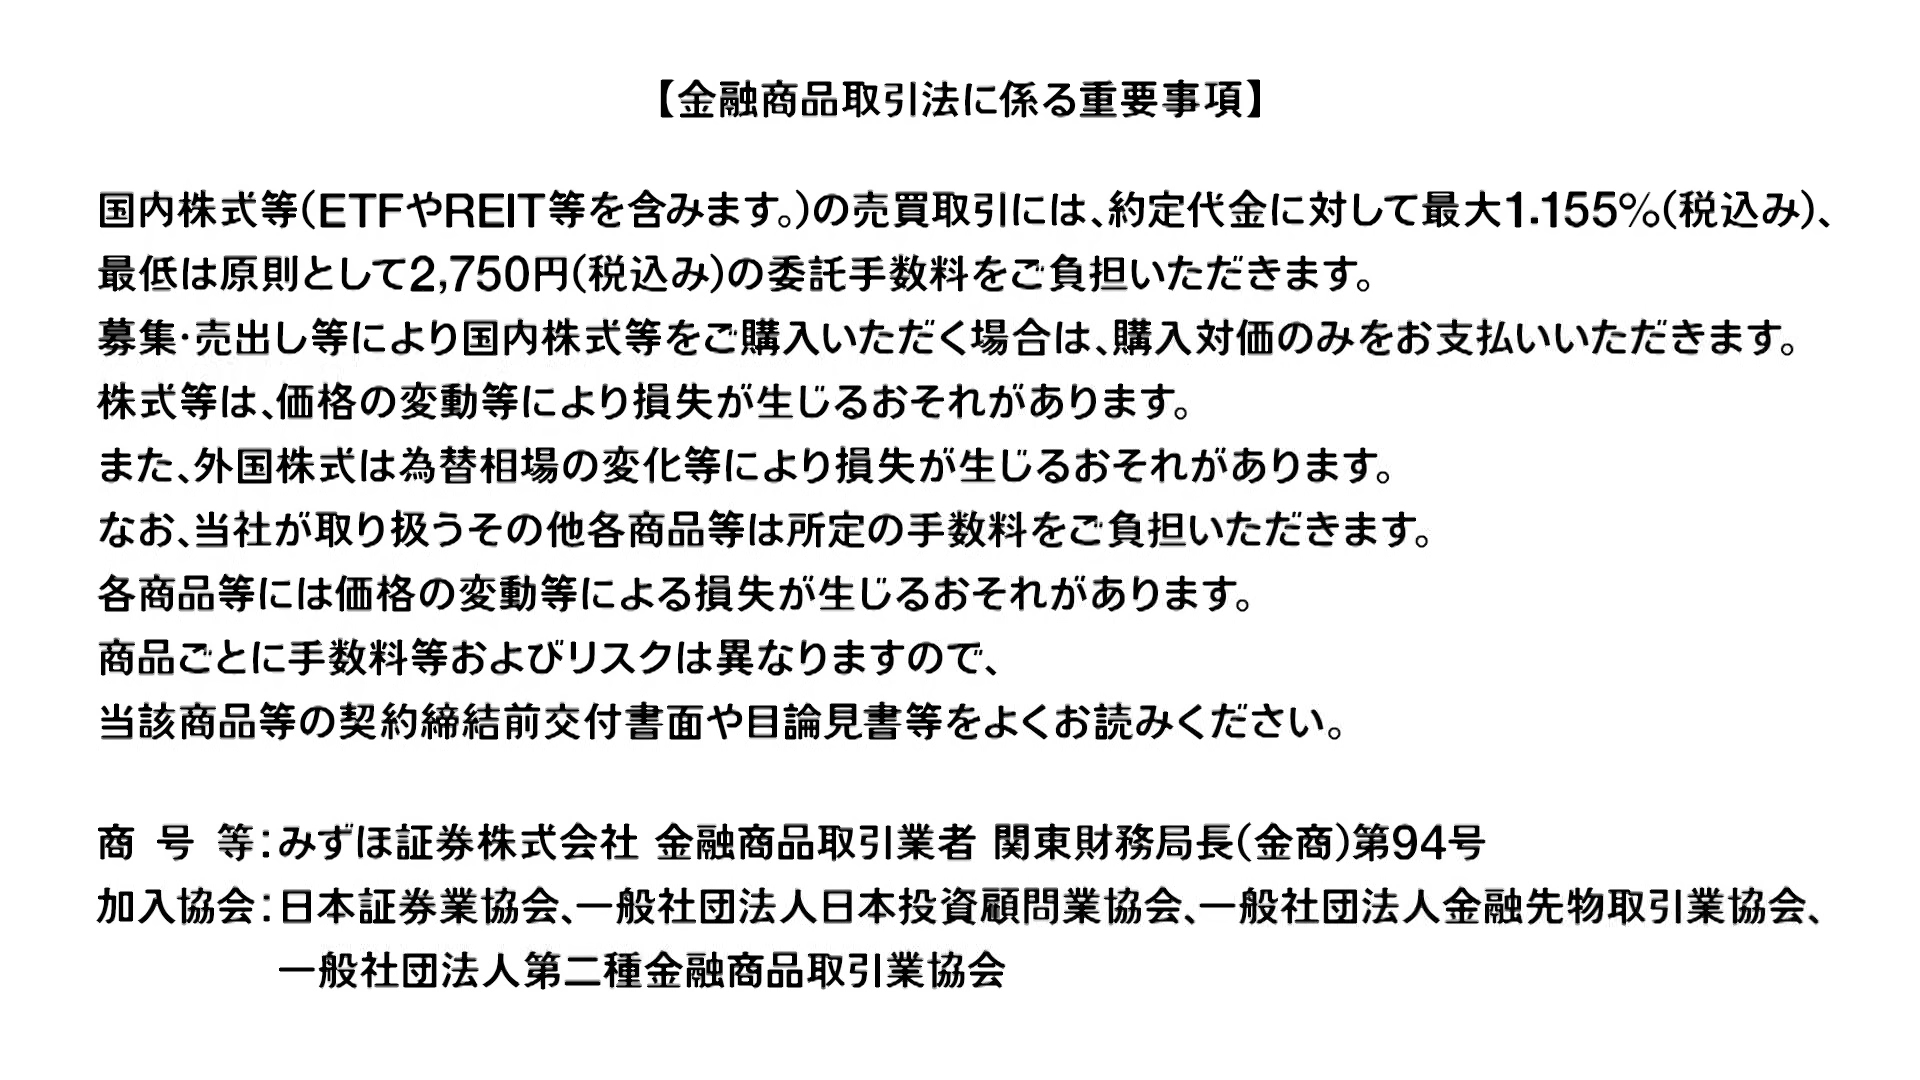 【金融商品取引法に係る重要事項】
国内株式等(ETFやREIT等を含みます。)の売買取引には、約定代金に対して最大1.155%(税込み)、
最低は原則として2,750円(税込み)の委託手数料をご負担いただきます。
募集・売出し等により国内株式等をご購入いただく場合は、購入対価のみをお支払いいただきます。
株式等は、価格の変動等により損失が生じるおそれがあります。
また、外国株式は為替相場の変化等により損失が生じるおそれがあります。
なお、当社が取り扱うその他各商品等は所定の手数料をご負担いただきます。
各商品等には価格の変動等による損失が生じるおそれがあります。
商品ごとに手数料等およびリスクは異なりますので、
当該商品等の契約締結前交付書面や目論見書等をよくお読みください。
商 号 等:みずほ証券株式会社 金融商品取引業者 関東財務局長(金商)第94号
加入協会:日本証券業協会、一般社団法人日本投資顧問業協会、一般社団法人金融先物取引業協会、
一般社団法人第二種金融商品取引業協会